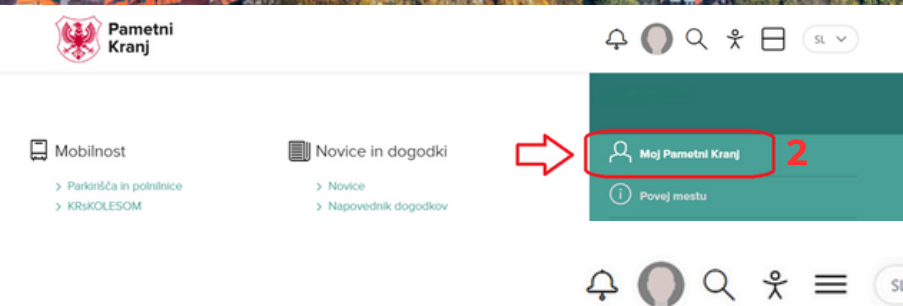 Pametni
Kranj
SL
Mobilnost
Novice in dogodki
Moj Pametni Kranj
2
> Parkirišča in polnilnice
> Novice
Povej mestu
> KRsKOLESOM
> Napovednik dogodkov
SL